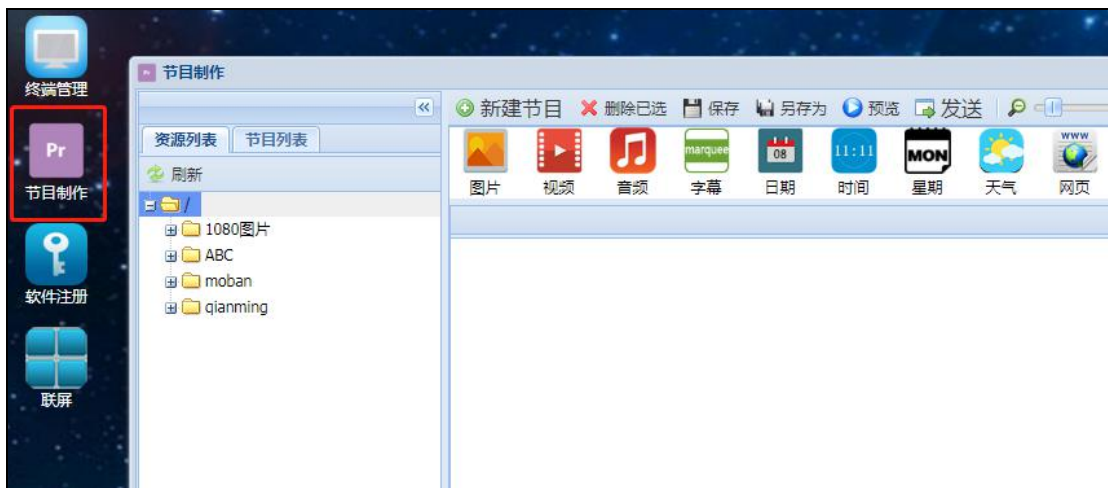 终端管理
Pr
节目制作
软件注册
联屏
节目制作
新建节目 删除已选 保存 另存为 预览 发送
资源列表 节目列表
刷新
/
1080图片
ABC
moban
qianming
marquee 08 11:11 MON WWW
图片 视频 音频 字幕 日期 时间 星期 天气 网页